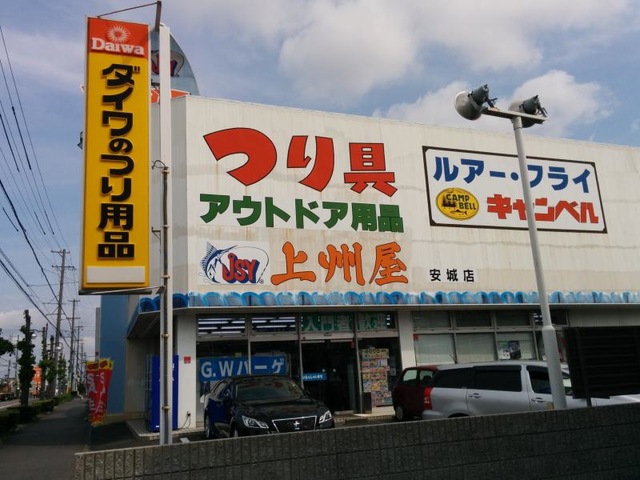 Daiwa
ダイワのつり用品
つり具
アウトドア用品
JSY
上州屋
安城店
ルアー・フライ
CAMP BELL
キャンベル
G.Wバーゲ